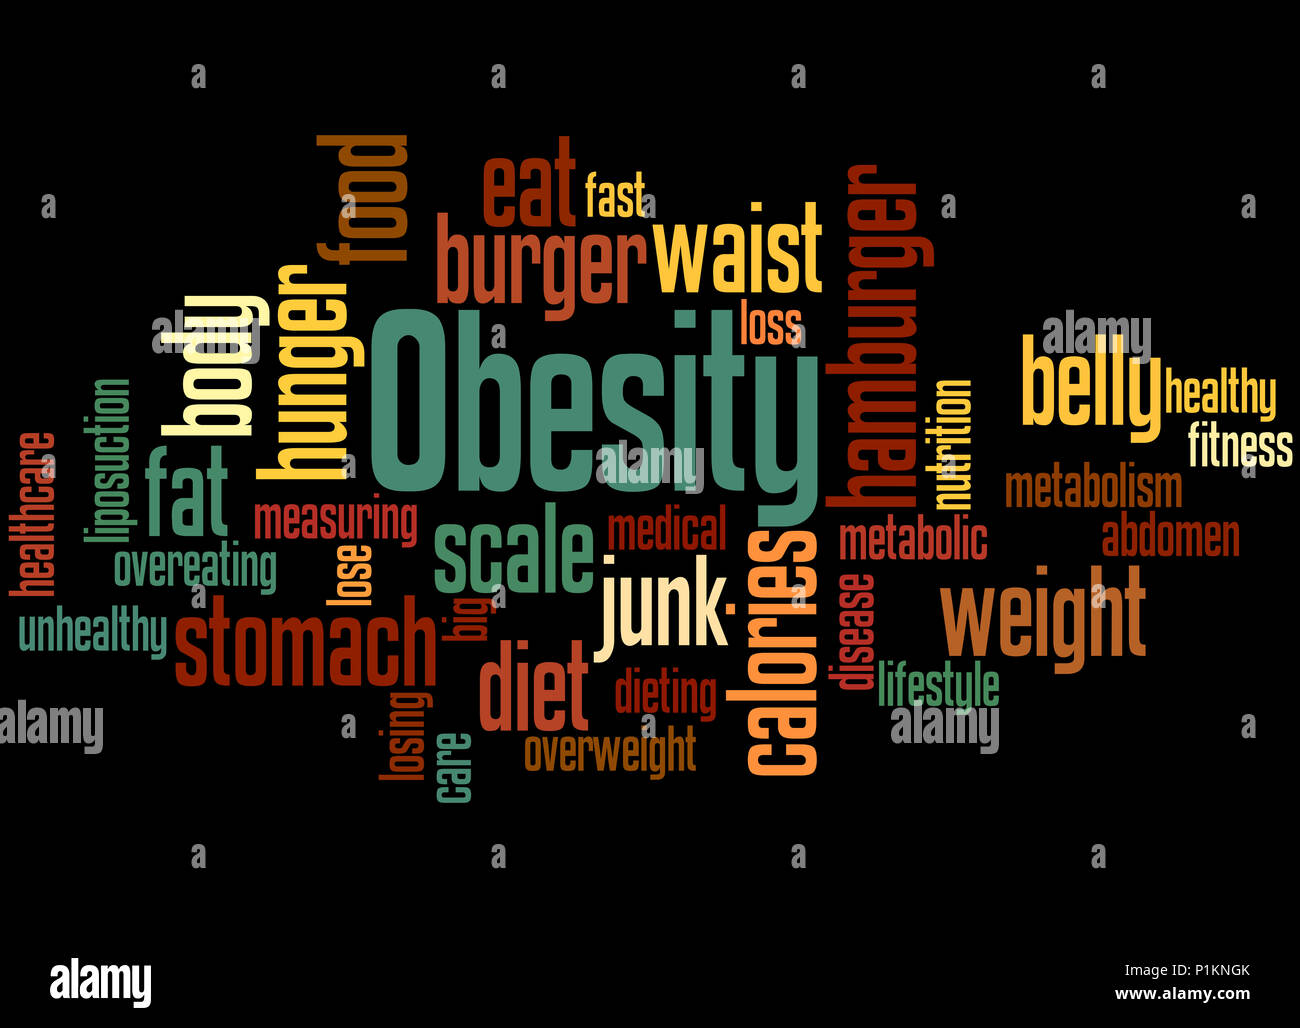 food
eat
fast
burger
waist
hamburger
body
hunger
Obesity
loss
belly
healthy
fitness
nutrition
liposuction
healthcare
fat
measuring
scale
medical
metabolic
metabolism
abdomen
overeating
lose
junk
calories
disease
weight
unhealthy
stomach
big
diet
dieting
lifestyle
losing
care
overweight
a a a a
a a a
alamy alamy alamy
a a a
alamy a alamy a
a a a a
alamy
Image ID: P1KNGK
www.alamy.com